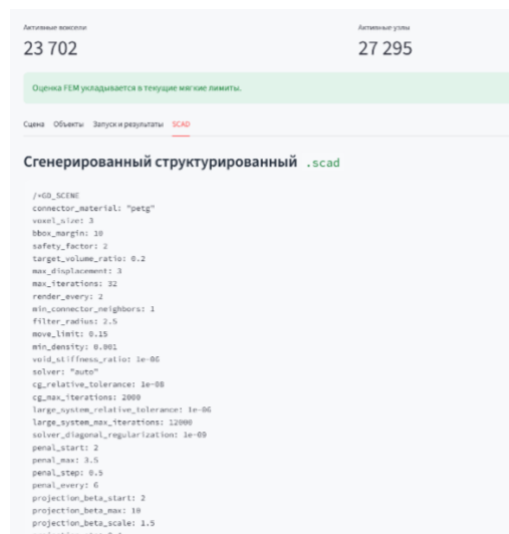 Активные воксели Активные узлы
23 702 27 295
Оценка FEM укладывается в текущие мягкие лимиты.
Сцена Объекты Запуск и результаты SCAD
Сгенерированный структурированный .scad
/*GD_SCENE
connector_material: "petg"
voxel_size: 3
bbox_margin: 10
safety_factor: 2
target_volume_ratio: 0.2
max_displacement: 3
max_iterations: 32
render_every: 2
min_connector_neighbors: 1
filter_radius: 2.5
move_limit: 0.15
min_density: 0.001
void_stiffness_ratio: 1e-06
solver: "auto"
cg_relative_tolerance: 1e-08
cg_max_iterations: 2000
large_system_relative_tolerance: 1e-06
large_system_max_iterations: 12000
solver_diagonal_regularization: 1e-09
penal_start: 2
penal_max: 3.5
penal_step: 0.5
penal_every: 6
projection_beta_start: 2
projection_beta_max: 10
projection_beta_scale: 1.5